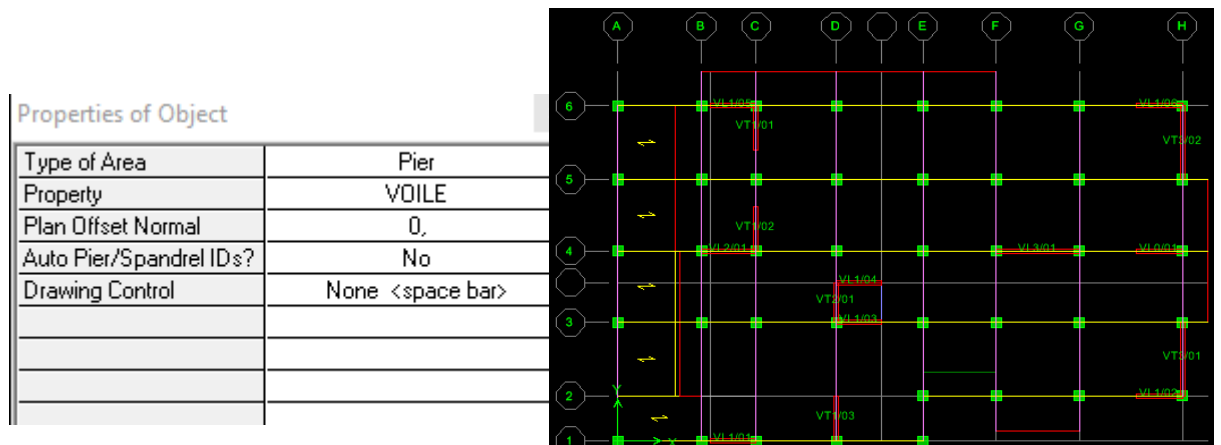 Properties of Object
Type of Area Pier
Property VOILE
Plan Offset Normal 0,
Auto Pier/Spandrel IDs? No
Drawing Control None <space bar>
A B C D E F G H
6 VL1/05 VL1/06
VT1/01 VT3/02
5
VT1/02
4 VL2/01 VL3/01 VL0/01
VL1/04
VT2/01
3 VL1/03
VT3/01
2 Y VL1/02
VT1/03
1 X VL1/01